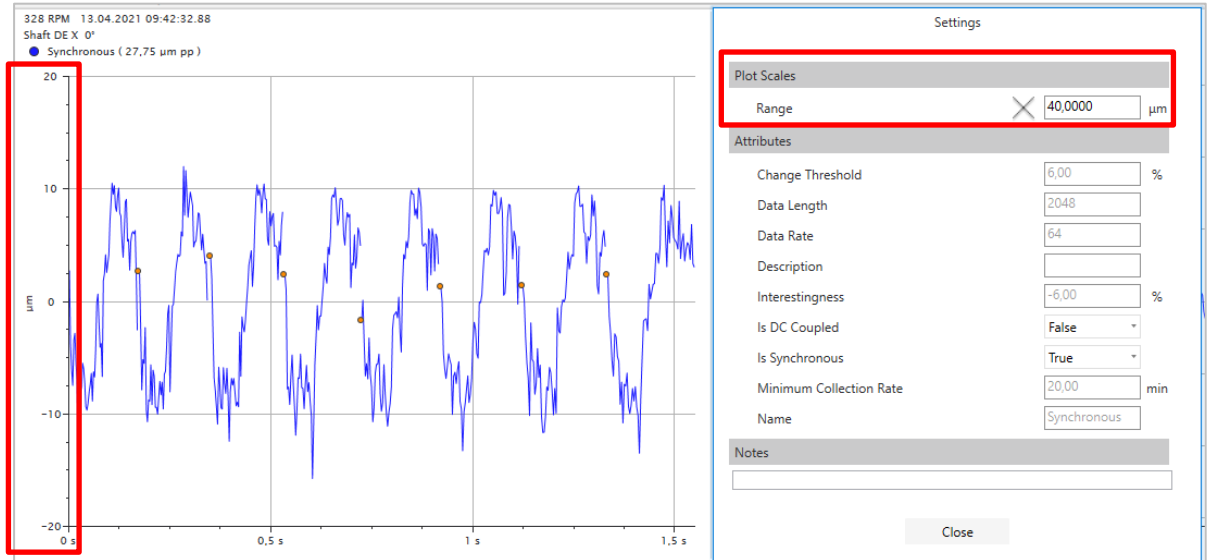 328 RPM 13.04.2021 09:42:32.88
Shaft DE X 0°
Synchronous ( 27,75 µm pp )
20
10
0
-10
-20
µm
0 s
0,5 s
1 s
1,5 s
Settings
Plot Scales
Range 40,0000 µm
Attributes
Change Threshold 6,00 %
Data Length 2048
Data Rate 64
Description
Interestingness -6,00 %
Is DC Coupled False
Is Synchronous True
Minimum Collection Rate 20,00 min
Name Synchronous
Notes
Close